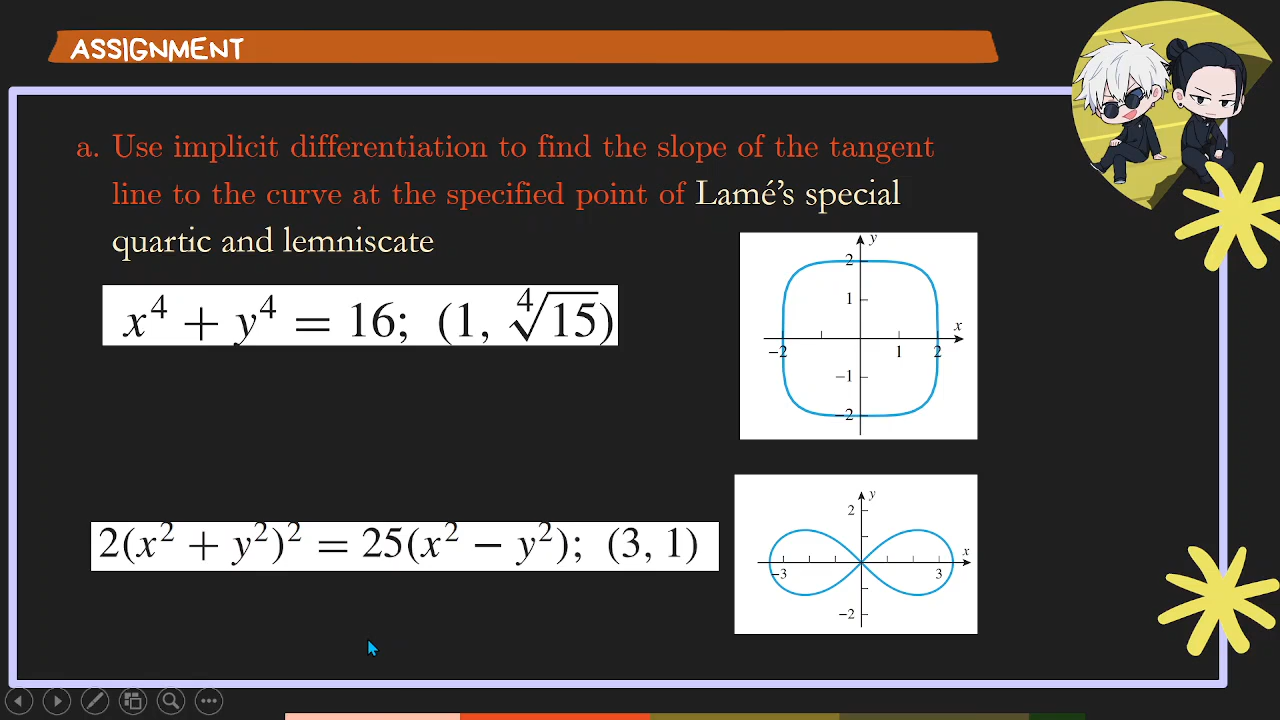 ASSIGNMENT
a. Use implicit differentiation to find the slope of the tangent
line to the curve at the specified point of Lamé’s special
quartic and lemniscate
x⁴ + y⁴ = 16; (1, ∜15)
y
2
1
x
−2
1
2
−1
−2
2(x² + y²)² = 25(x² − y²); (3, 1)
y
2
x
−3
3
−2